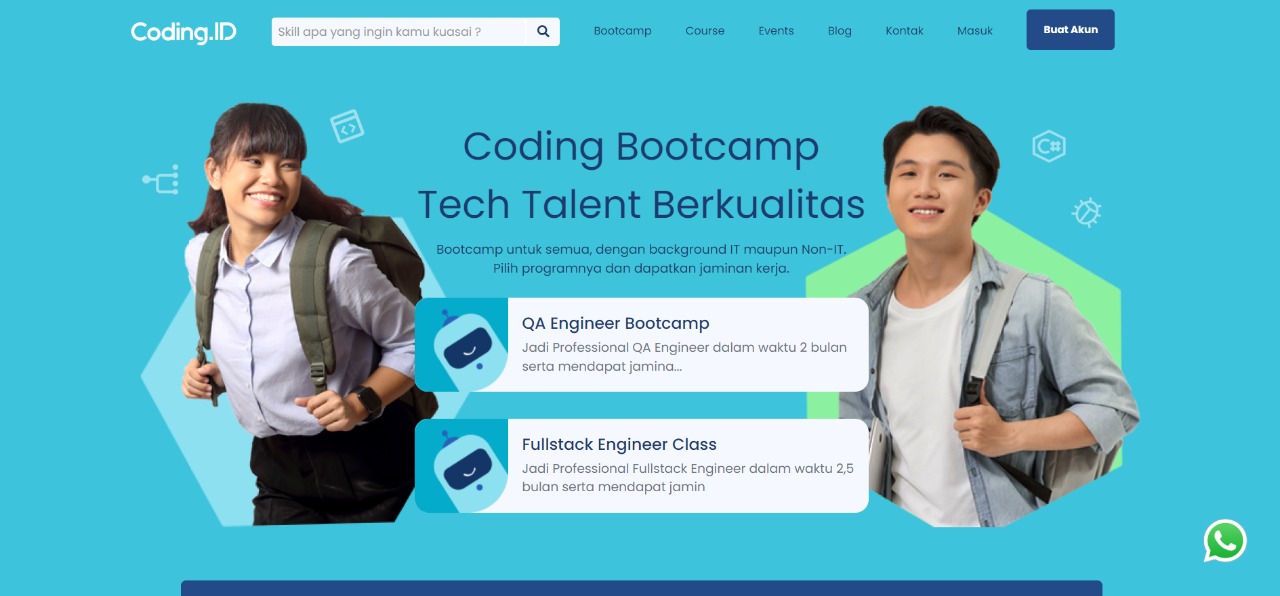 Coding.ID
Skill apa yang ingin kamu kuasai ?
Bootcamp
Course
Events
Blog
Kontak
Masuk
Buat Akun
Coding Bootcamp
Tech Talent Berkualitas
Bootcamp untuk semua, dengan background IT maupun Non-IT.
Pilih programnya dan dapatkan jaminan kerja.
C#
QA Engineer Bootcamp
Jadi Professional QA Engineer dalam waktu 2 bulan
serta mendapat jamina...
Fullstack Engineer Class
Jadi Professional Fullstack Engineer dalam waktu 2,5
bulan serta mendapat jamin